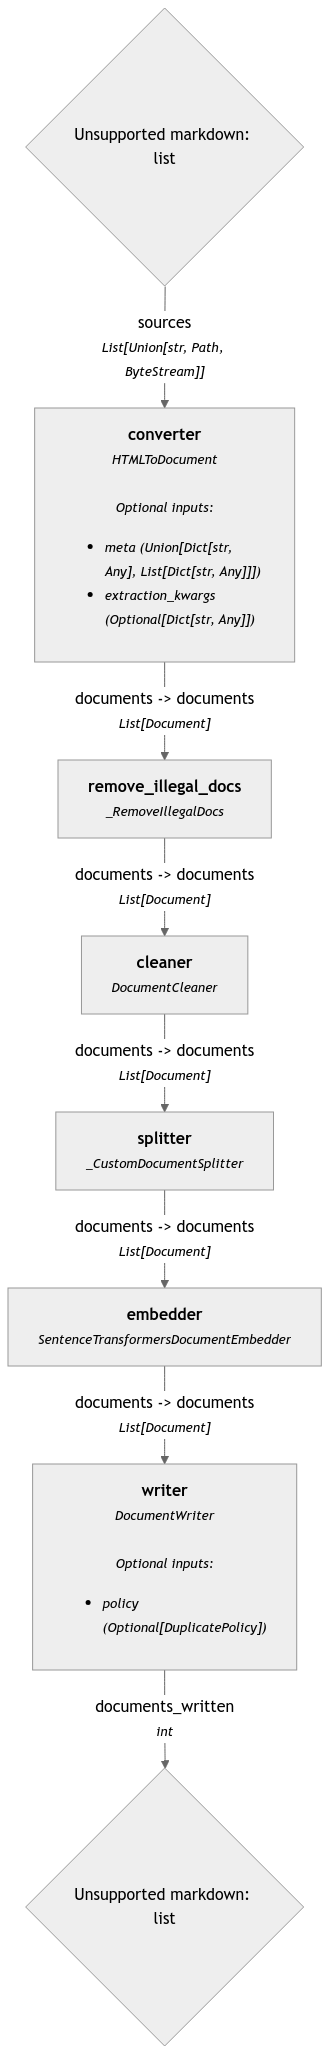 Unsupported markdown:
list
sources
List[Union[str, Path,
ByteStream]]
converter
HTMLToDocument
Optional inputs:
• meta (Union[Dict[str,
Any], List[Dict[str, Any]]])
• extraction_kwargs
(Optional[Dict[str, Any]])
documents -> documents
List[Document]
remove_illegal_docs
_RemoveIllegalDocs
documents -> documents
List[Document]
cleaner
DocumentCleaner
documents -> documents
List[Document]
splitter
_CustomDocumentSplitter
documents -> documents
List[Document]
embedder
SentenceTransformersDocumentEmbedder
documents -> documents
List[Document]
writer
DocumentWriter
Optional inputs:
• policy
(Optional[DuplicatePolicy])
documents_written
int
Unsupported markdown:
list